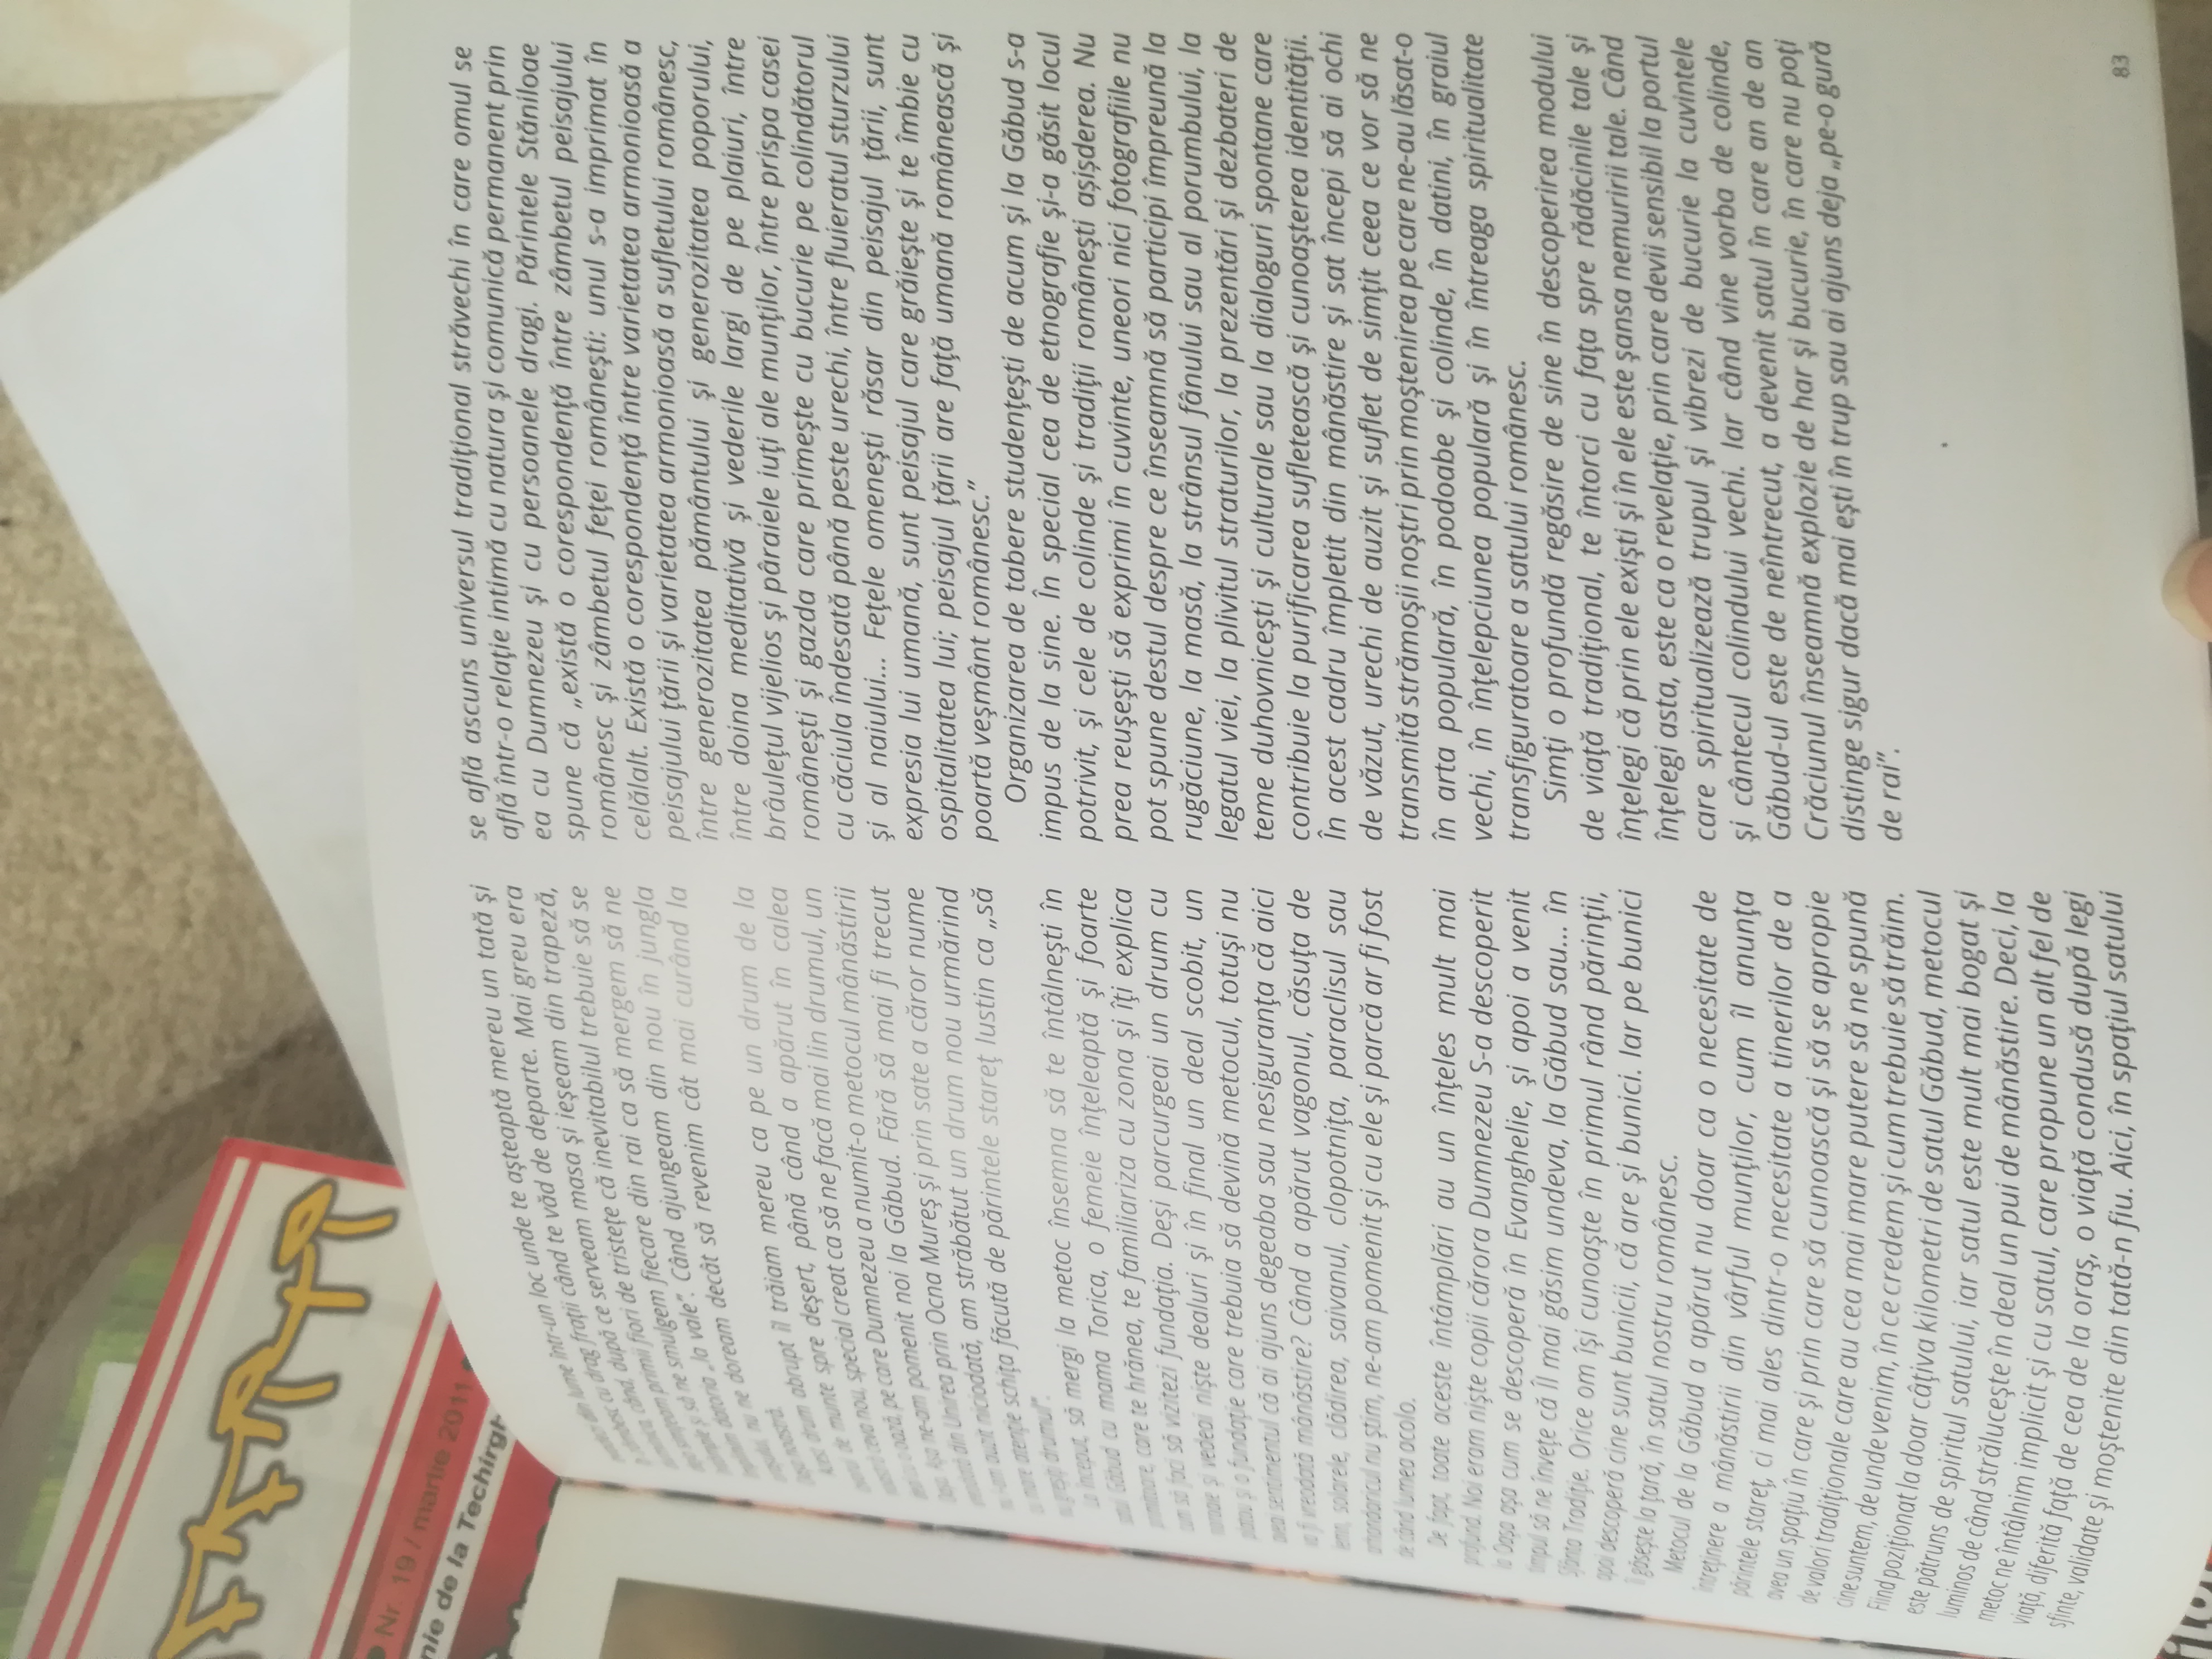 într-un loc unde te așteaptă mereu un tată și
zâmbesc cu drag frații când te văd de departe. Mai greu era
când, după ce serveam masa și ieșeam din trapeză,
simțeam primii fiori de tristețe că inevitabilul trebuie să se
și să ne smulgem fiecare din rai ca să mergem să ne
datoria „la vale”. Când ajungeam din nou în jungla
nu ne doream decât să revenim cât mai curând la
noastră.
Acest drum abrupt îl trăiam mereu ca pe un drum de la
de munte spre deșert, până când a apărut în calea
noastră ceva nou, special creat ca să ne facă mai lin drumul, un
oază, pe care Dumnezeu a numit-o metocul mănăstirii
Oașa. Așa ne-am pomenit noi la Găbud. Fără să mai fi trecut
din Unirea prin Ocna Mureș și prin sate a căror nume
nu-l am auzit niciodată, am străbătut un drum nou urmărind
cu mare atenție schița făcută de părintele stareț Iustin ca „să
nu greșiți drumul”.
La început, să mergi la metoc însemna să te întâlnești în
satul Găbud cu mama Torica, o femeie înțeleaptă și foarte
primitoare, care te hrănea, te familiariza cu zona și îți explica
cum să faci să vizitezi fundația. Deși parcurgeai un drum cu
și vedeai niște dealuri și în final un deal scobit, un
platou și o fundație care trebuia să devină metocul, totuși nu
avea sentimentul că ai ajuns degeaba sau nesiguranța că aici
va fi vreodată mănăstire? Când a apărut vagonul, căsuța de
lemn, solarele, clădirea, saivanul, clopotnița, paraclisul sau
arhondaricul nu știm, ne-am pomenit și cu ele și parcă ar fi fost
de când lumea acolo.
De fapt, toate aceste întâmplări au un înțeles mult mai
profund. Noi eram niște copii cărora Dumnezeu S-a descoperit
la Oașa așa cum se descoperă în Evanghelie, și apoi a venit
timpul să ne învețe că Îl mai găsim undeva, la Găbud sau... în
Sfânta Tradiție. Orice om își cunoaște în primul rând părinții,
apoi descoperă cine sunt bunicii, că are și bunici. Iar pe bunici
îi găsește la țară, în satul nostru românesc.
Metocul de la Găbud a apărut nu doar ca o necesitate de
întreținere a mănăstirii din vârful munților, cum îl anunța
părintele stareț, ci mai ales dintr-o necesitate a tinerilor de a
avea un spațiu în care și prin care să cunoască și să se apropie
de valori tradiționale care au cea mai mare putere să ne spună
cine suntem, de unde venim, în ce credem și cum trebuie să trăim.
Fiind poziționat la doar câțiva kilometri de satul Găbud, metocul
este pătruns de spiritul satului, iar satul este mult mai bogat și
luminos de când strălucește în deal un pui de mănăstire. Deci, la
metoc ne întâlnim implicit și cu satul, care propune un alt fel de
viață, diferită față de cea de la oraș, o viață condusă după legi
sfinte, validate și moștenite din tată-n fiu. Aici, în spațiul satului
se află ascuns universul tradițional străvechi în care omul se
află într-o relație intimă cu natura și comunică permanent prin
ea cu Dumnezeu și cu persoanele dragi. Părintele Stăniloae
spune că „există o corespondență între zâmbetul peisajului
românesc și zâmbetul feței românești: unul s-a imprimat în
celălalt. Există o corespondență între varietatea armonioasă a
peisajului țării și varietatea armonioasă a sufletului românesc,
între generozitatea pământului și generozitatea poporului,
între doina meditativă și vederile largi de pe plaiuri, între
brâulețul vijelios și pâraiele iuți ale munților, între prispa casei
românești și gazda care primește cu bucurie pe colindătorul
cu căciula îndesată până peste urechi, între fluieratul sturzului
și al naiului... Fețele omenești răsar din peisajul țării, sunt
expresia lui umană, sunt peisajul care grăiește și te îmbie cu
ospitalitatea lui; peisajul țării are față umană românească și
poartă veșmânt românesc.”
Organizarea de tabere studențești de acum și la Găbud s-a
impus de la sine. În special cea de etnografie și-a găsit locul
potrivit, și cele de colinde și tradiții românești așișderea. Nu
prea reușești să exprimi în cuvinte, uneori nici fotografiile nu
pot spune destul despre ce înseamnă să participi împreună la
rugăciune, la masă, la strânsul fânului sau al porumbului, la
legatul viei, la plivitul straturilor, la prezentări și dezbateri de
teme duhovnicești și culturale sau la dialoguri spontane care
contribuie la purificarea sufletească și cunoașterea identității.
În acest cadru împletit din mănăstire și sat începi să ai ochi
de văzut, urechi de auzit și suflet de simțit ceea ce vor să ne
transmită strămoșii noștri prin moștenirea pe care ne-au lăsat-o
în arta populară, în podoabe și colinde, în datini, în graiul
vechi, în înțelepciunea populară și în întreaga spiritualitate
transfiguratoare a satului românesc.
Simți o profundă regăsire de sine în descoperirea modului
de viață tradițional, te întorci cu fața spre rădăcinile tale și
înțelegi că prin ele exiști și în ele este șansa nemuririi tale. Când
înțelegi asta, este ca o revelație, prin care devii sensibil la portul
care spiritualizează trupul și vibrezi de bucurie la cuvintele
și cântecul colindului vechi. Iar când vine vorba de colinde,
Găbud-ul este de neîntrecut, a devenit satul în care an de an
Crăciunul înseamnă explozie de har și bucurie, în care nu poți
distinge sigur dacă mai ești în trup sau ai ajuns deja „pe-o gură
de rai”.
83
Nr. 19 / martie 2011
nie de la Techirgh